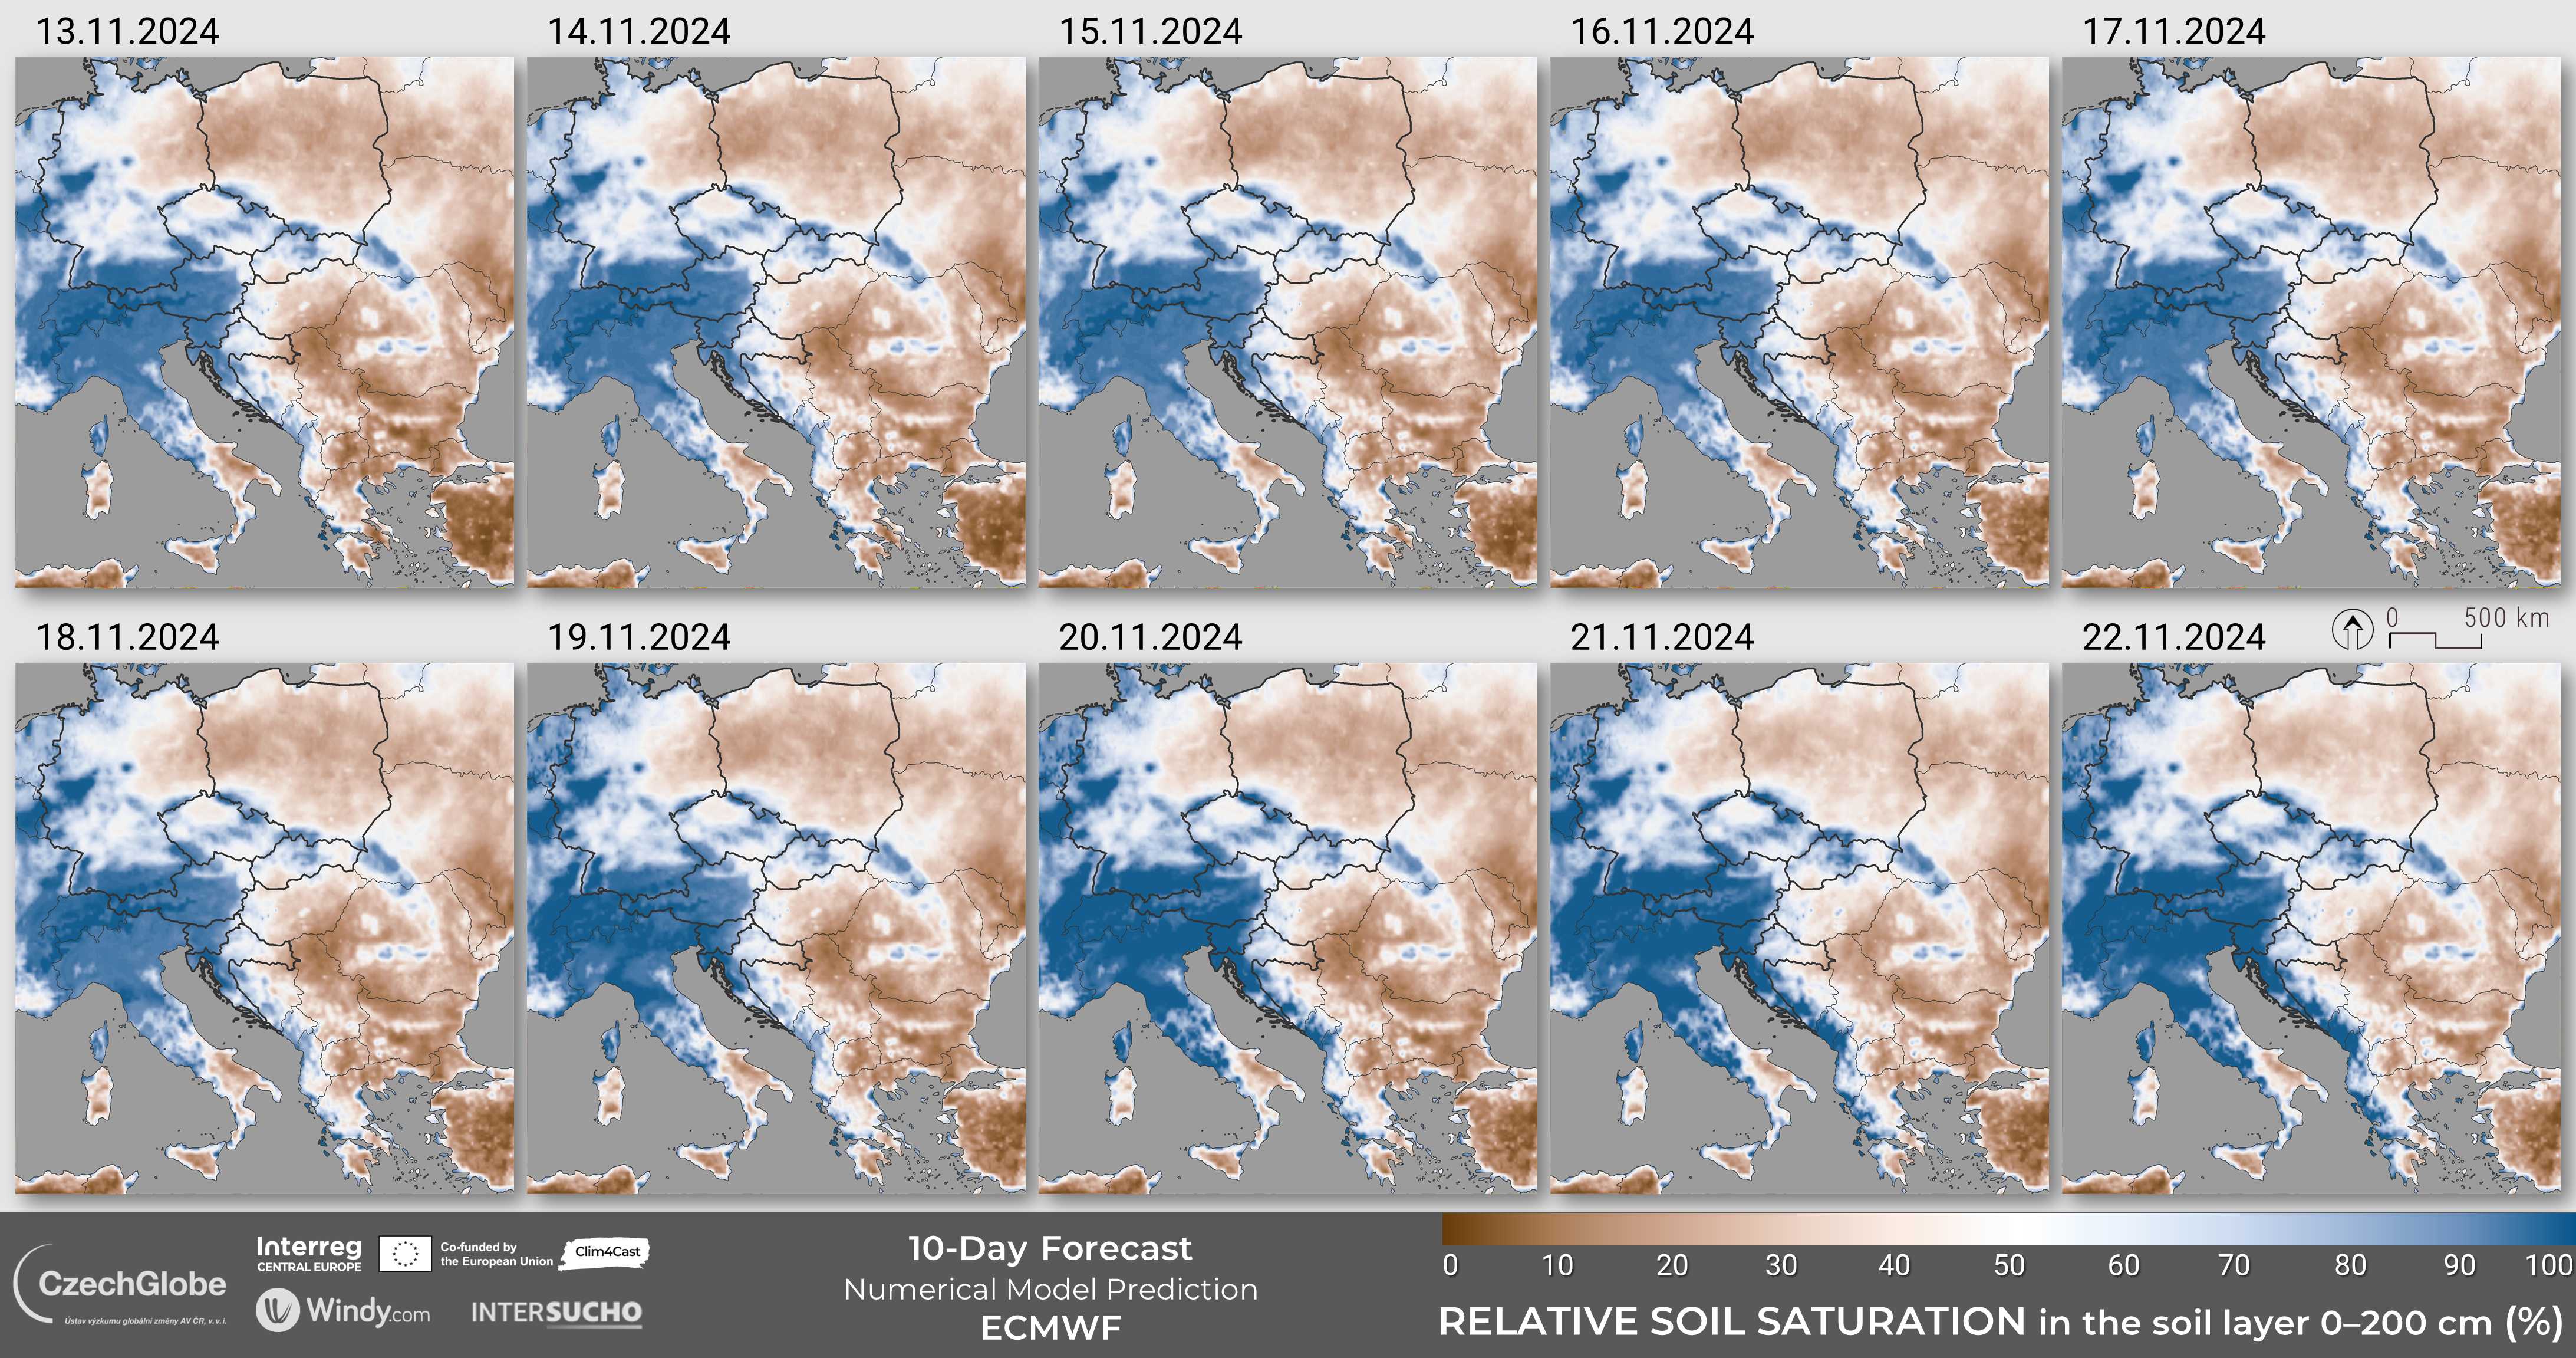 13.11.2024
14.11.2024
15.11.2024
16.11.2024
17.11.2024
18.11.2024
19.11.2024
20.11.2024
21.11.2024
22.11.2024
0 500 km
CzechGlobe
Ústav výzkumu globální změny AV ČR, v. v. i.
Interreg
CENTRAL EUROPE
Co-funded by
the European Union
Clim4Cast
Windy.com
INTERSUCHO
10-Day Forecast
Numerical Model Prediction
ECMWF
0 10 20 30 40 50 60 70 80 90 100
RELATIVE SOIL SATURATION in the soil layer 0–200 cm (%)